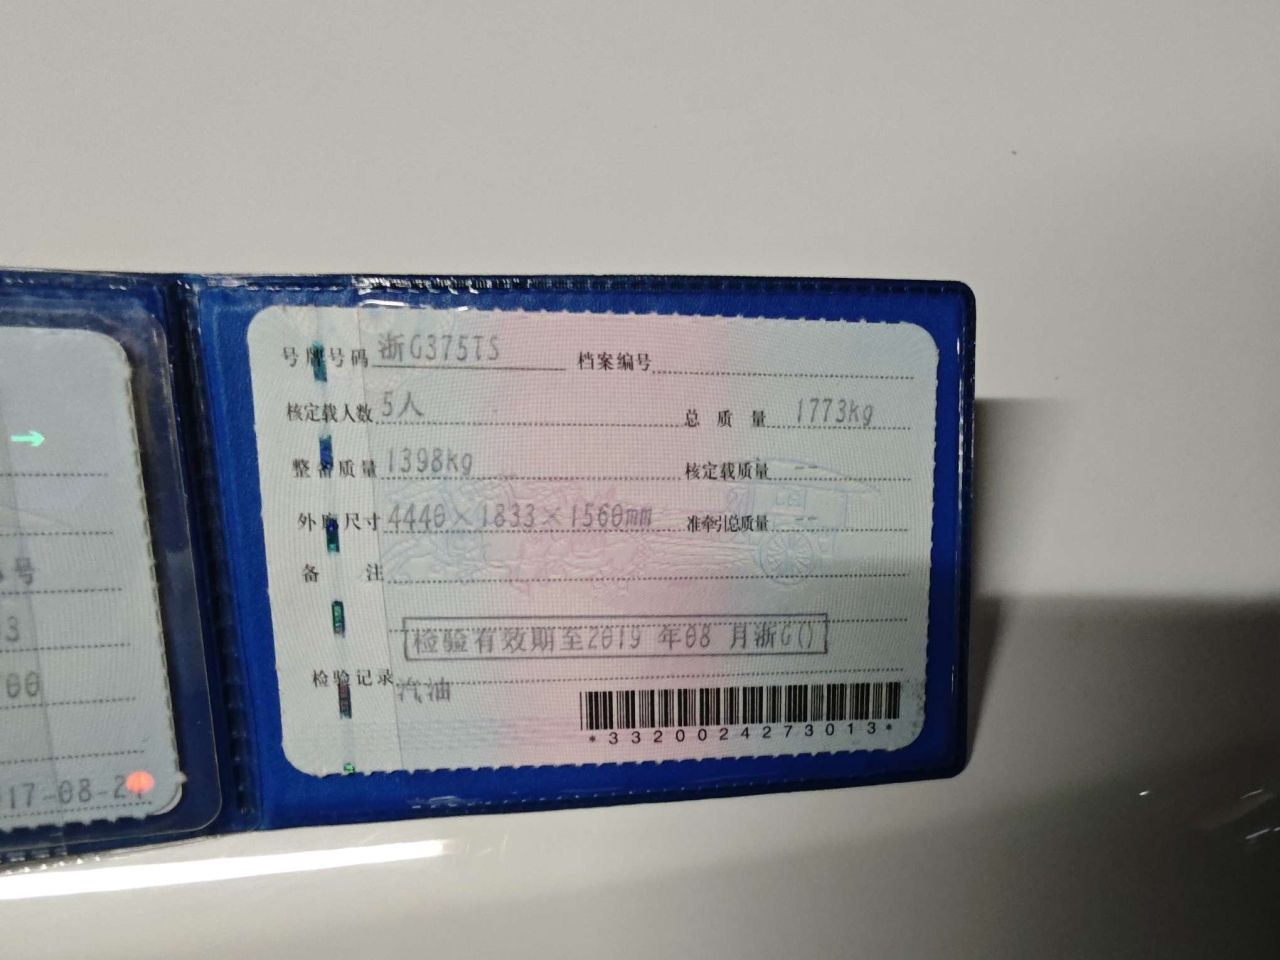 号牌号码 浙G375TS 档案编号
核定载人数 5人 总质量 1773kg
整备质量 1398kg 核定载质量 --
外廓尺寸 4440×1833×1560mm 准牵引总质量 --
备注
检验有效期至2019 年08 月浙G()
检验记录
汽油
*3320024273013*
号
3
00
17-08-2